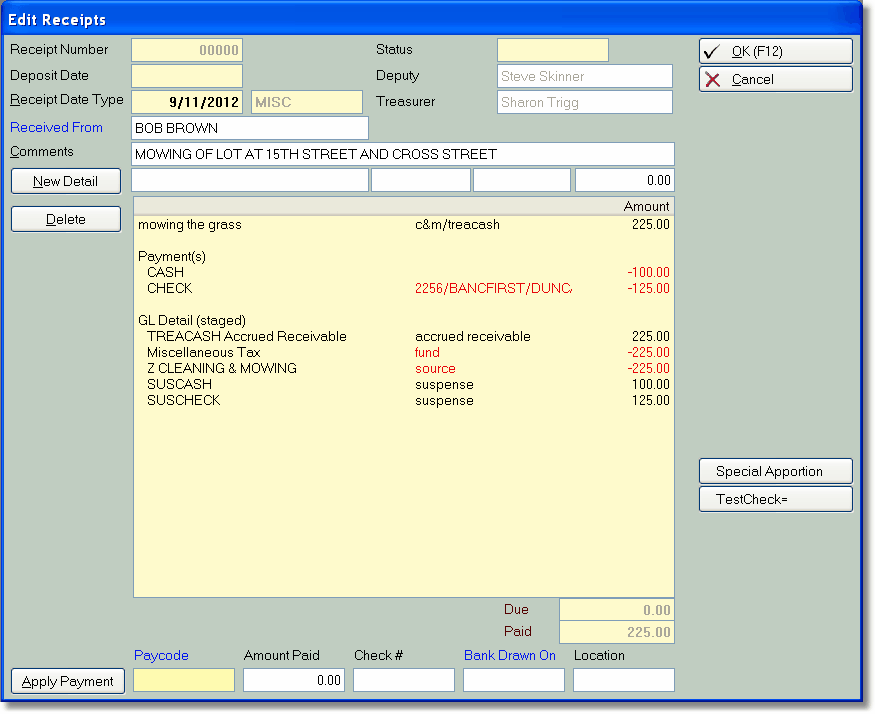 Edit Receipts
Receipt Number 00000 Status OK (F12)
Deposit Date Deputy Steve Skinner Cancel
Receipt Date Type 9/11/2012 MISC Treasurer Sharon Trigg
Received From BOB BROWN
Comments MOWING OF LOT AT 15TH STREET AND CROSS STREET
New Detail 0.00
Amount
Delete mowing the grass c&m/treacash 225.00
Payment(s)
CASH -100.00
CHECK 2256/BANCFIRST/DUNC -125.00
GL Detail (staged)
TREACASH Accrued Receivable accrued receivable 225.00
Miscellaneous Tax fund -225.00
Z CLEANING & MOWING source -225.00
SUSCASH suspense 100.00
SUSCHECK suspense 125.00
Special Apportion
TestCheck=
Due 0.00
Paid 225.00
Paycode Amount Paid Check # Bank Drawn On Location
Apply Payment 0.00